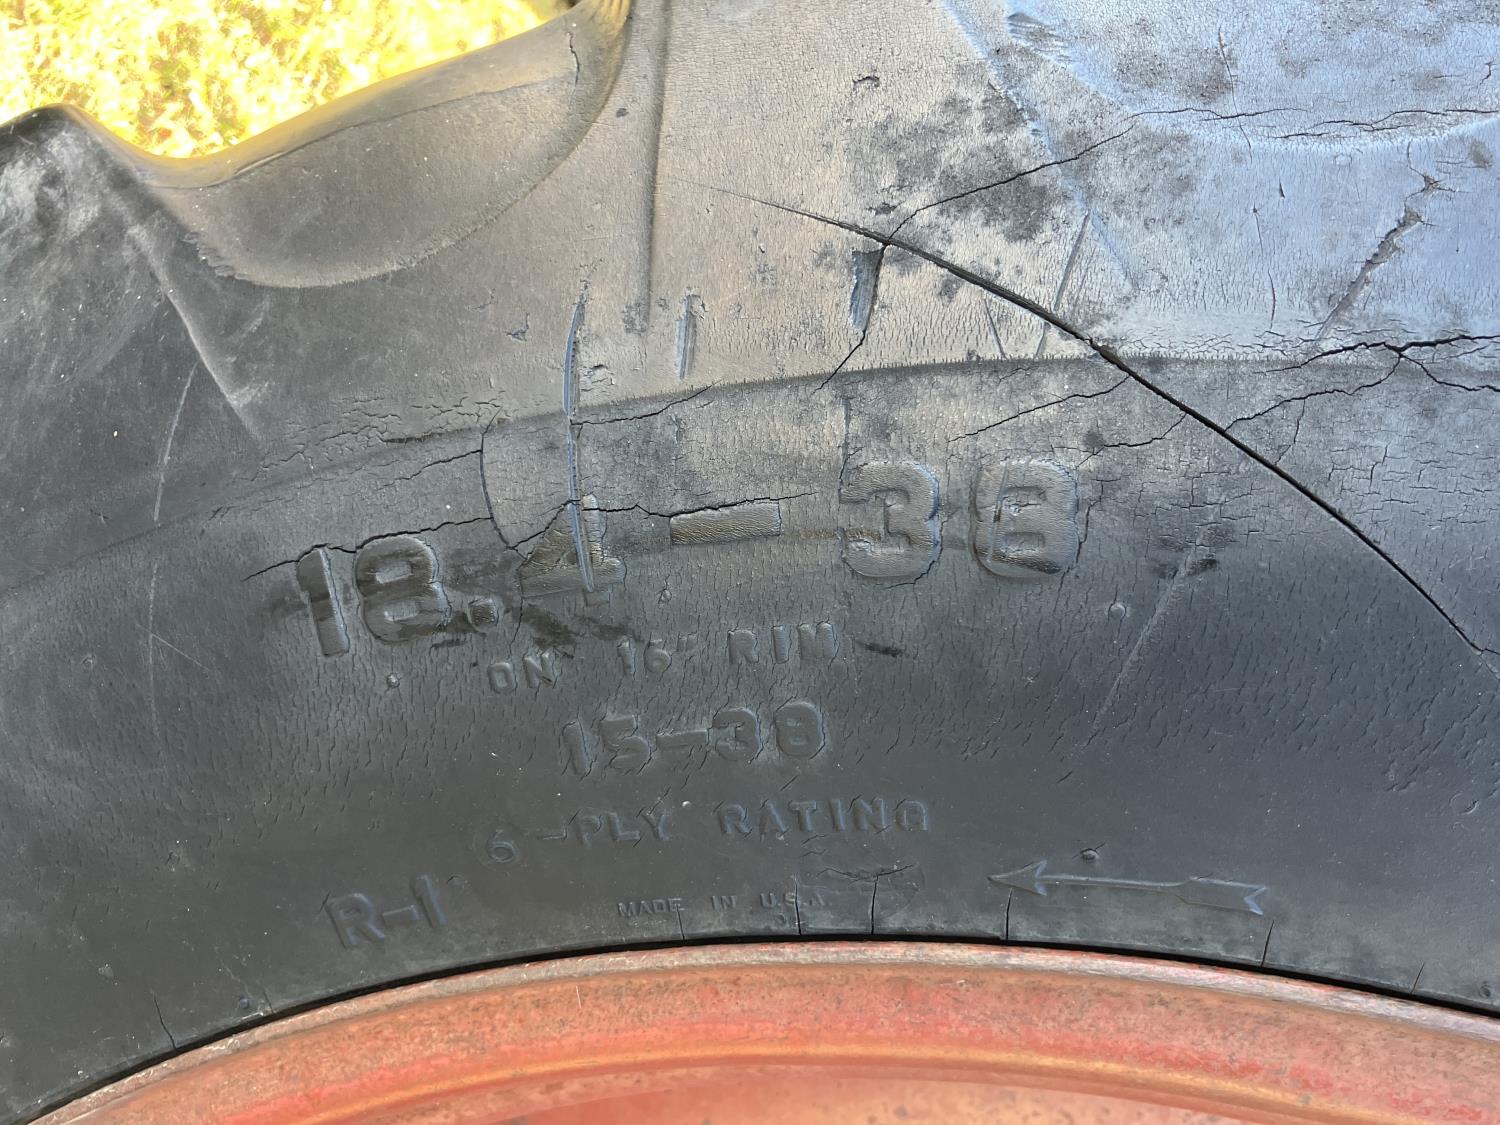 18.4-38
ON 16" RIM
15-38
6-PLY RATING
R-1
MADE IN U.S.A.